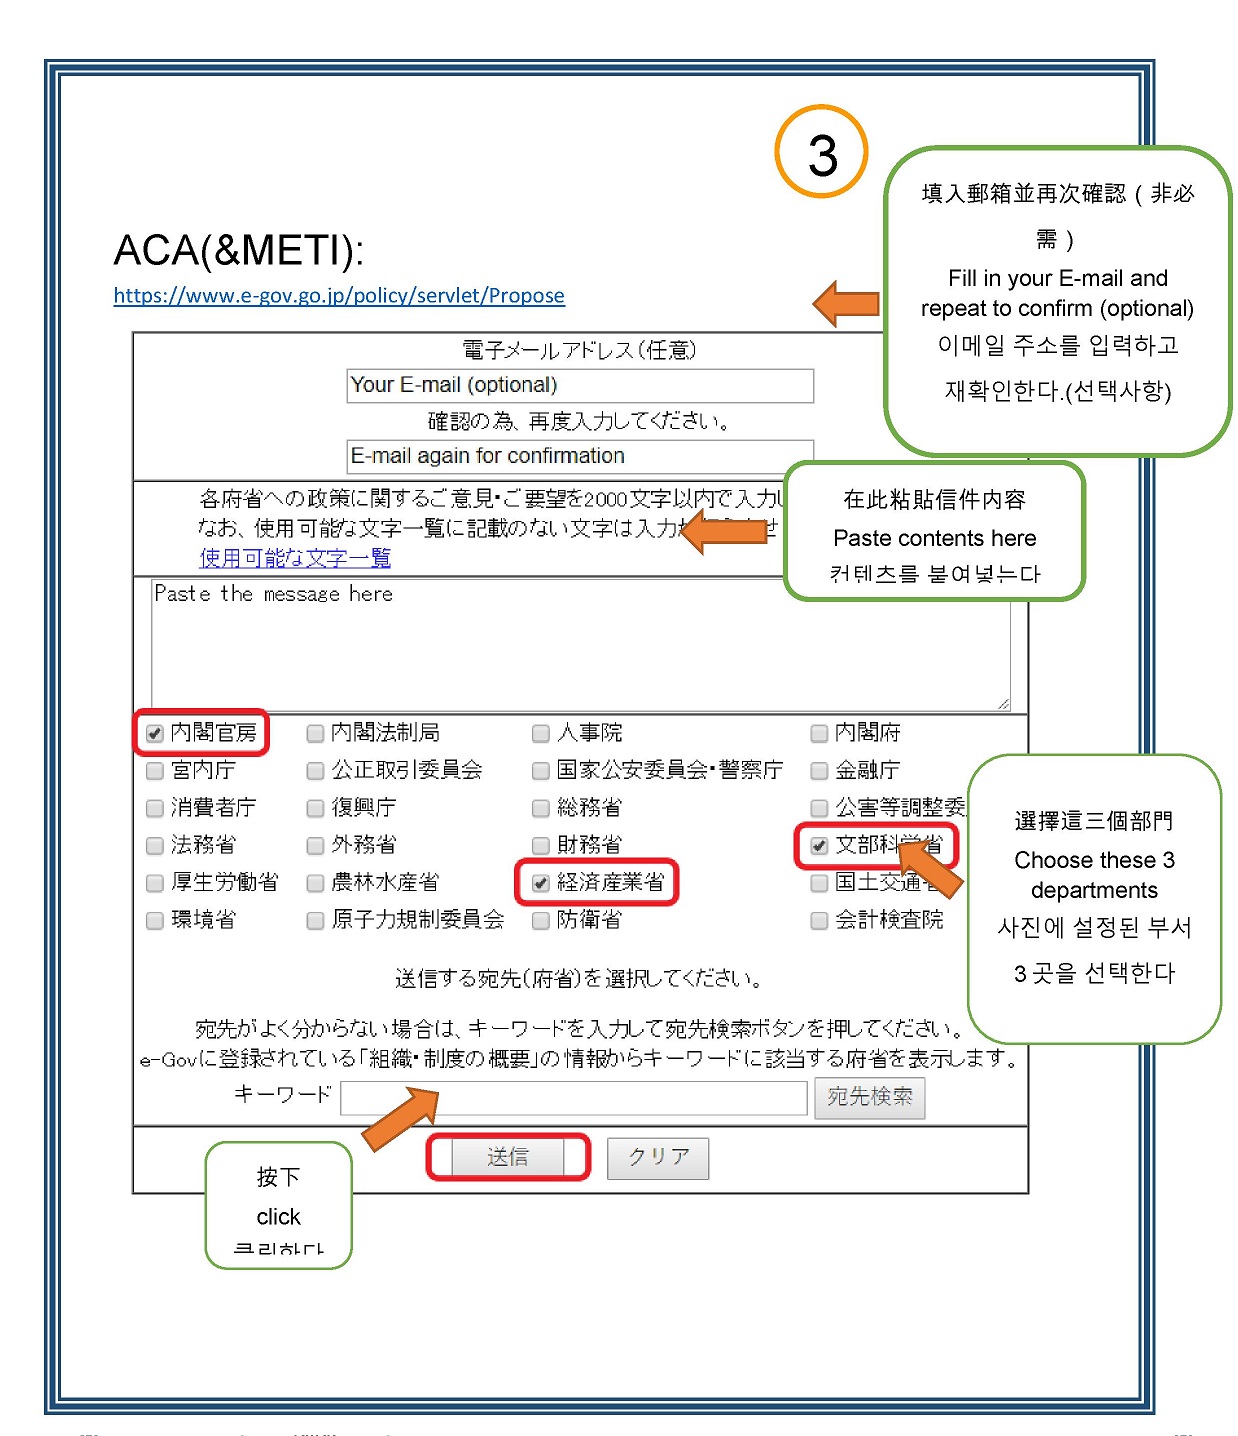 3
ACA(&METI):
https://www.e-gov.go.jp/policy/servlet/Propose
填入郵箱並再次確認（非必
需）
Fill in your E-mail and
repeat to confirm (optional)
이메일 주소를 입력하고
재확인한다.(선택사항)
電子メールアドレス(任意)
Your E-mail (optional)
確認の為、再度入力してください。
E-mail again for confirmation
各府省への政策に関するご意見・ご要望を2000文字以内で入力し
なお、使用可能な文字一覧に記載のない文字は入力
使用可能な文字一覧
在此粘貼信件内容
Paste contents here
컨텐츠를 붙여넣는다
Paste the message here
内閣官房 内閣法制局 人事院 内閣府
宮内庁 公正取引委員会 国家公安委員会・警察庁 金融庁
消費者庁 復興庁 総務省 公害等調整委
法務省 外務省 財務省 文部科学省
厚生労働省 農林水産省 経済産業省 国土交通省
環境省 原子力規制委員会 防衛省 会計検査院
選擇這三個部門
Choose these 3
departments
사진에 설정된 부서
3 곳을 선택한다
送信する宛先(府省)を選択してください。
宛先がよく分からない場合は、キーワードを入力して宛先検索ボタンを押してください。
e-Govに登録されている「組織・制度の概要」の情報からキーワードに該当する府省を表示します。
キーワード 宛先検索
送信 クリア
按下
click
클릭한다